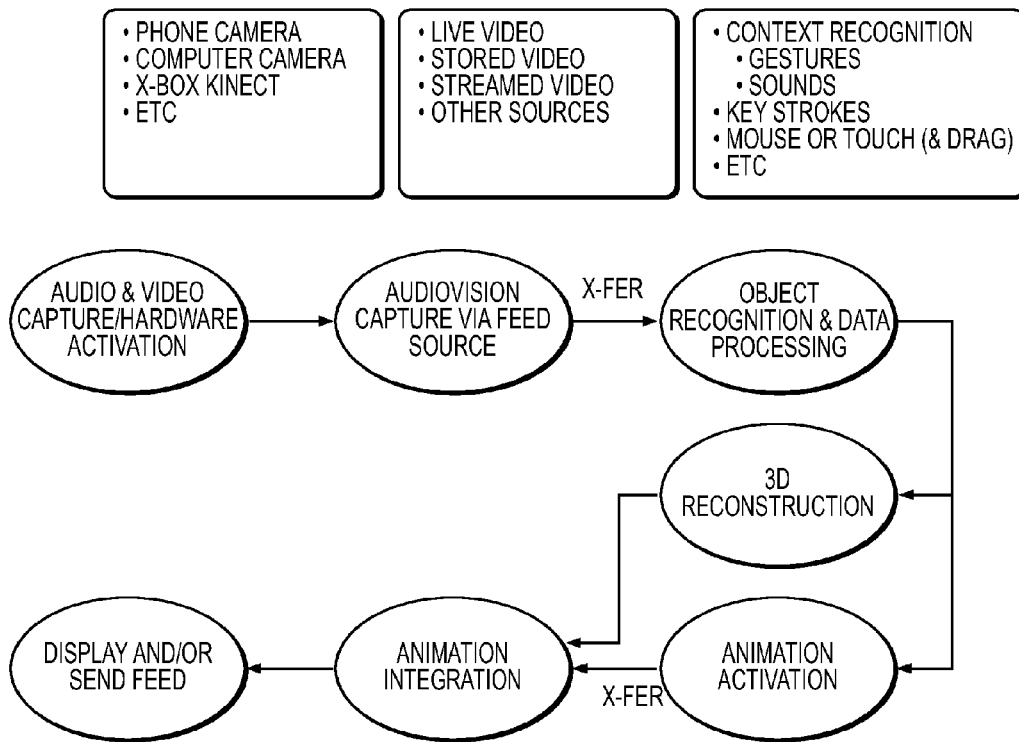 • PHONE CAMERA
• COMPUTER CAMERA
• X-BOX KINECT
• ETC
• LIVE VIDEO
• STORED VIDEO
• STREAMED VIDEO
• OTHER SOURCES
• CONTEXT RECOGNITION
• GESTURES
• SOUNDS
• KEY STROKES
• MOUSE OR TOUCH (& DRAG)
• ETC
AUDIO & VIDEO
CAPTURE/HARDWARE
ACTIVATION
AUDIOVISION
CAPTURE VIA FEED
SOURCE
X-FER
OBJECT
RECOGNITION & DATA
PROCESSING
3D
RECONSTRUCTION
ANIMATION
ACTIVATION
X-FER
ANIMATION
INTEGRATION
DISPLAY AND/OR
SEND FEED